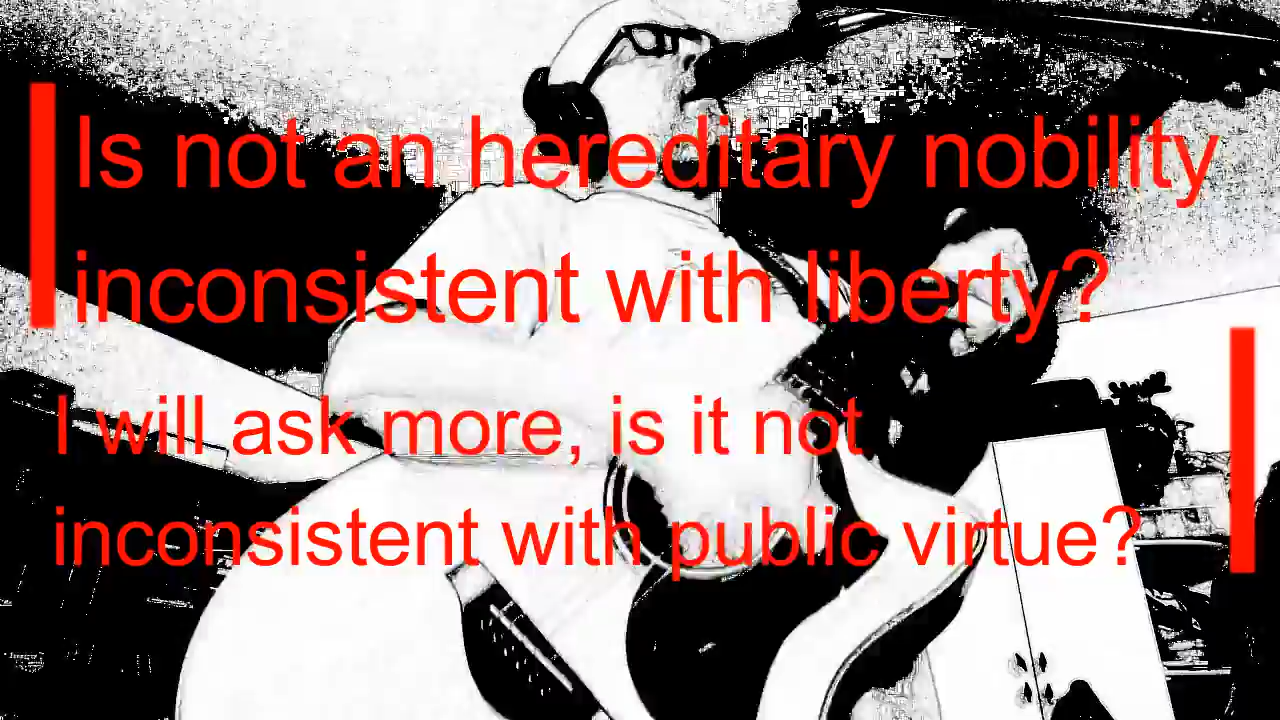 Is not an hereditary nobility
inconsistent with liberty?
I will ask more, is it not
inconsistent with public virtue?